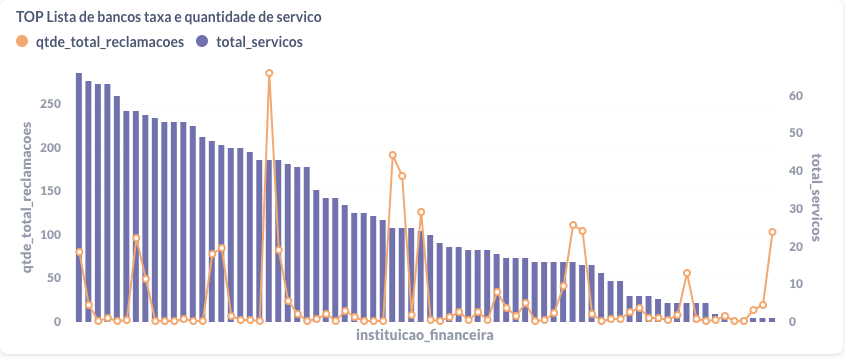 TOP Lista de bancos taxa e quantidade de servico
qtde_total_reclamacoes total_servicos
250
200
150
100
50
0
qtde_total_reclamacoes
60
50
40
30
20
10
0
total_servicos
instituicao_financeira